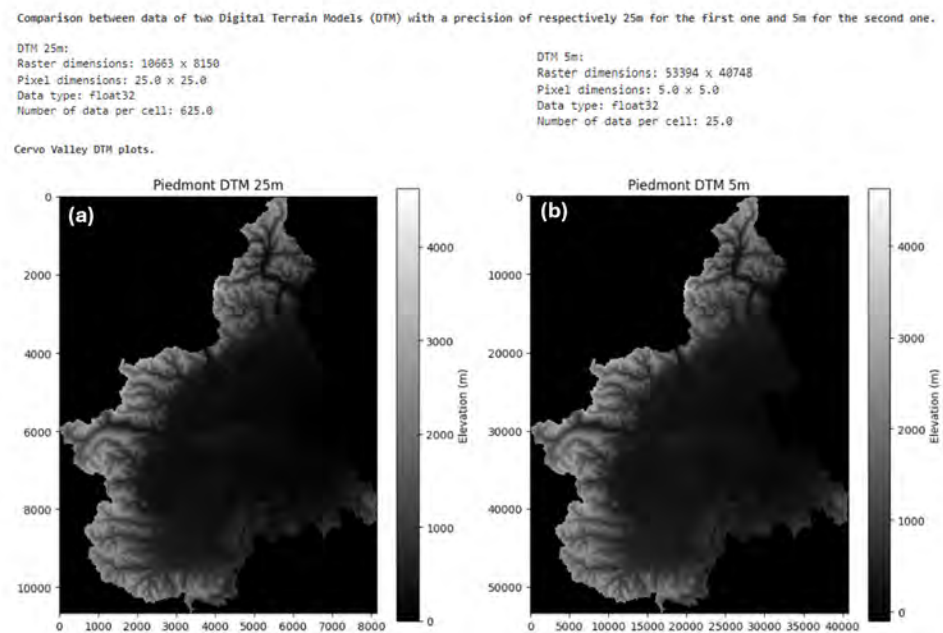 Comparison between data of two Digital Terrain Models (DTM) with a precision of respectively 25m for the first one and 5m for the second one.
DTM 25m:
Raster dimensions: 10663 x 8150
Pixel dimensions: 25.0 x 25.0
Data type: float32
Number of data per cell: 625.0
DTM 5m:
Raster dimensions: 53394 x 40748
Pixel dimensions: 5.0 x 5.0
Data type: float32
Number of data per cell: 25.0
Cervo Valley DTM plots.
Piedmont DTM 25m
(a)
0
2000
4000
6000
8000
10000
0 1000 2000 3000 4000 5000 6000 7000 8000
4000
3000
2000
1000
0
Elevation (m)
Piedmont DTM 5m
(b)
0
10000
20000
30000
40000
50000
0 5000 10000 15000 20000 25000 30000 35000 40000
4000
3000
2000
1000
0
Elevation (m)